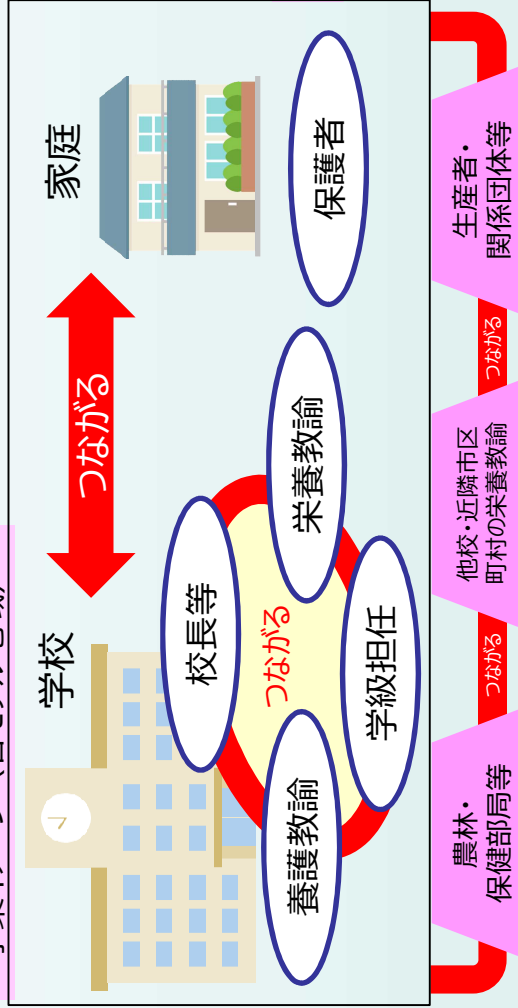 学校
家庭
つながる
校長等
養護教諭
つながる
栄養教諭
学級担任
保護者
農林・
保健部局等
つながる
他校・近隣市区
町村の栄養教諭
つながる
生産者・
関係団体等